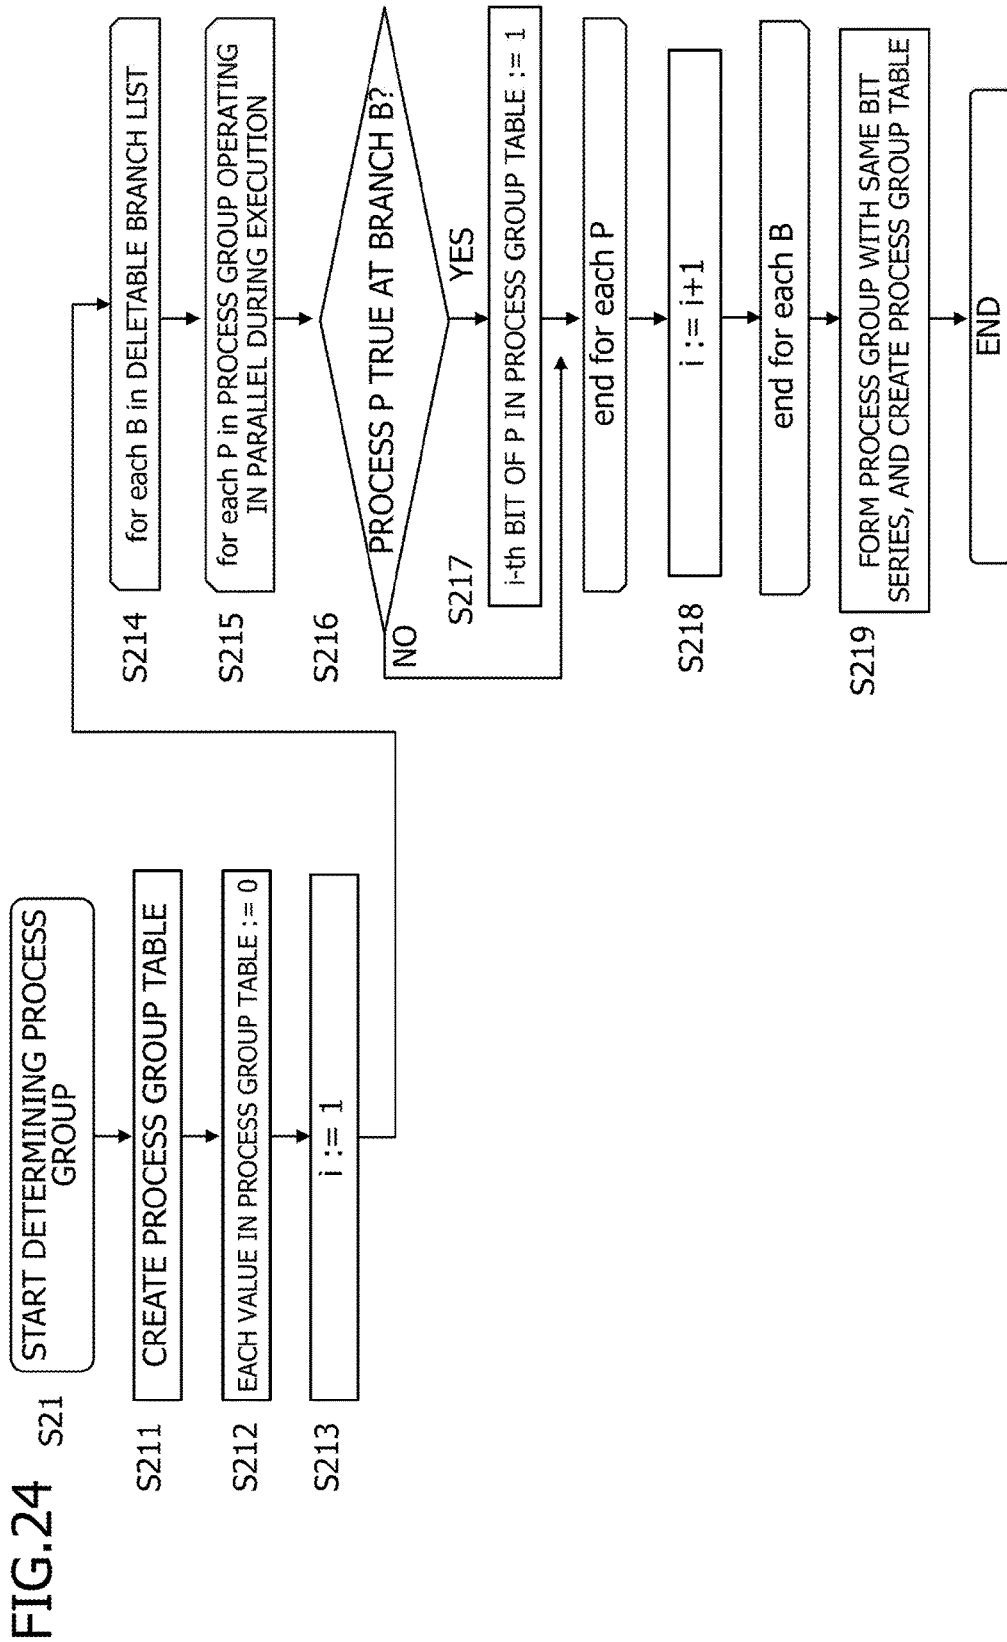 FIG.24
S21
START DETERMINING PROCESS
GROUP
S211
CREATE PROCESS GROUP TABLE
S212
EACH VALUE IN PROCESS GROUP TABLE := 0
S213
i := 1
S214
for each B in DELETABLE BRANCH LIST
S215
for each P in PROCESS GROUP OPERATING
IN PARALLEL DURING EXECUTION
S216
PROCESS P TRUE AT BRANCH B?
NO
YES
S217
i-th BIT OF P IN PROCESS GROUP TABLE := 1
end for each P
S218
i := i+1
end for each B
S219
FORM PROCESS GROUP WITH SAME BIT
SERIES, AND CREATE PROCESS GROUP TABLE
END